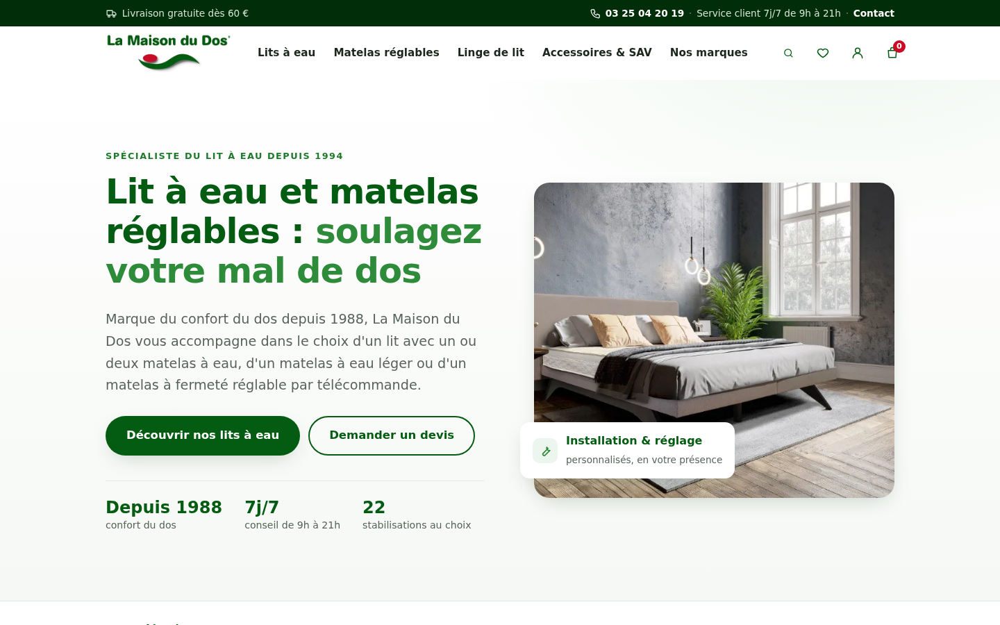 Livraison gratuite dès 60 €
03 25 04 20 19 · Service client 7j/7 de 9h à 21h · Contact
La Maison du Dos
Lits à eau
Matelas réglables
Linge de lit
Accessoires & SAV
Nos marques
0
SPÉCIALISTE DU LIT À EAU DEPUIS 1994
Lit à eau et matelas
réglables : soulagez
votre mal de dos
Marque du confort du dos depuis 1988, La Maison du
Dos vous accompagne dans le choix d'un lit avec un ou
deux matelas à eau, d'un matelas à eau léger ou d'un
matelas à fermeté réglable par télécommande.
Découvrir nos lits à eau
Demander un devis
Depuis 1988
confort du dos
7j/7
conseil de 9h à 21h
22
stabilisations au choix
Installation & réglage
personnalisés, en votre présence